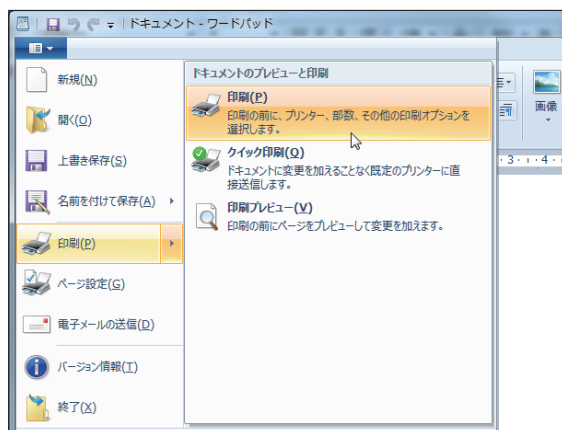 ドキュメント - ワードパッド
新規(N)
開く(O)
上書き保存(S)
名前を付けて保存(A)
印刷(P)
ページ設定(G)
電子メールの送信(D)
バージョン情報(T)
終了(X)
ドキュメントのプレビューと印刷
印刷(P)
印刷の前に、プリンター、部数、その他の印刷オプションを
選択します。
クイック印刷(Q)
ドキュメントに変更を加えることなく既定のプリンターに直
接送信します。
印刷プレビュー(V)
印刷の前にページをプレビューして変更を加えます。
画像
3 · 4